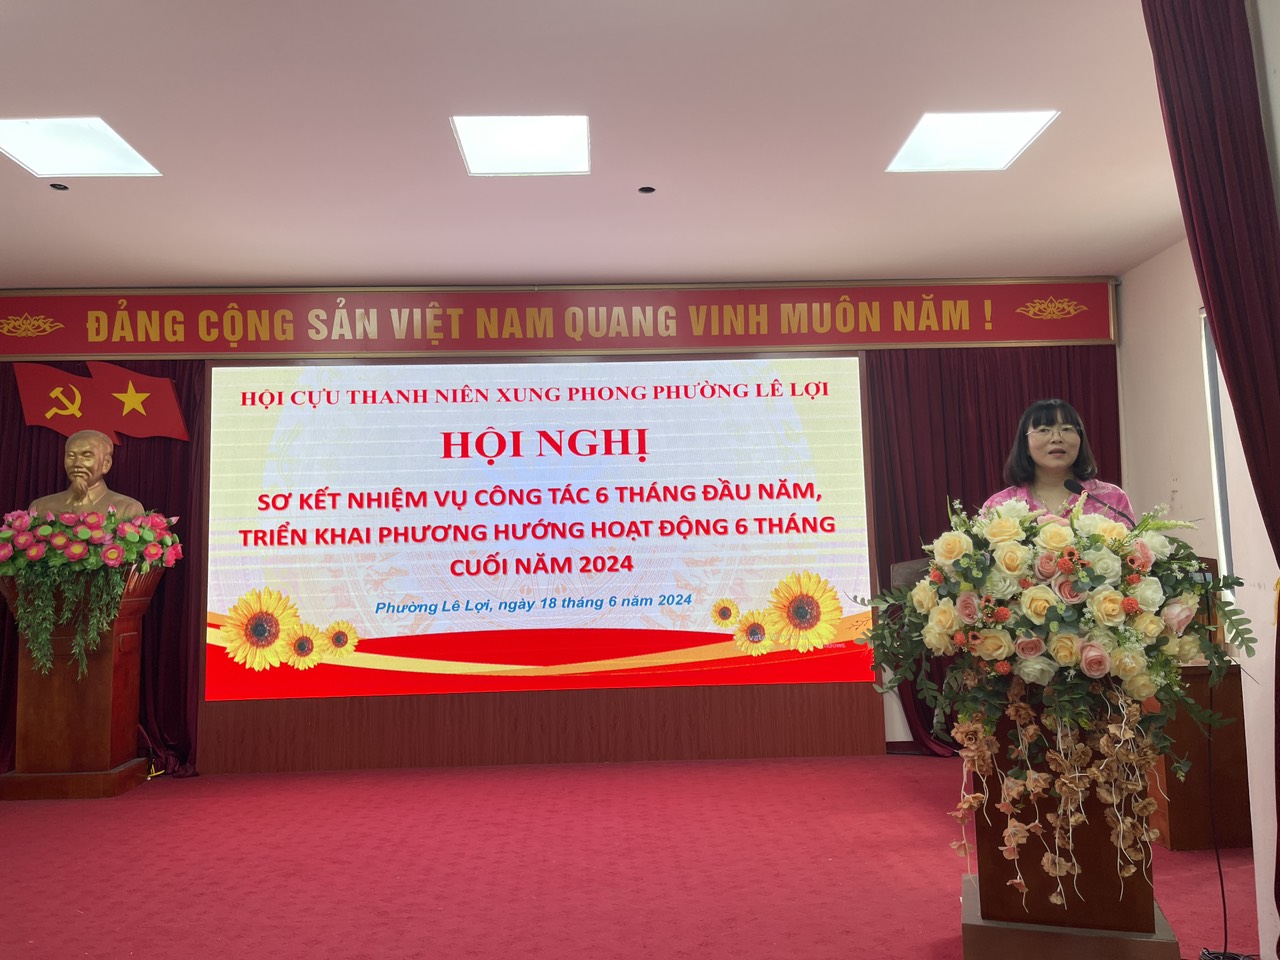 ĐẢNG CỘNG SẢN VIỆT NAM QUANG VINH MUÔN NĂM !
HỘI CỰU THANH NIÊN XUNG PHONG PHƯỜNG LÊ LỢI
HỘI NGHỊ
SƠ KẾT NHIỆM VỤ CÔNG TÁC 6 THÁNG ĐẦU NĂM,
TRIỂN KHAI PHƯƠNG HƯỚNG HOẠT ĐỘNG 6 THÁNG
CUỐI NĂM 2024
Phường Lê Lợi, ngày 18 tháng 6 năm 2024